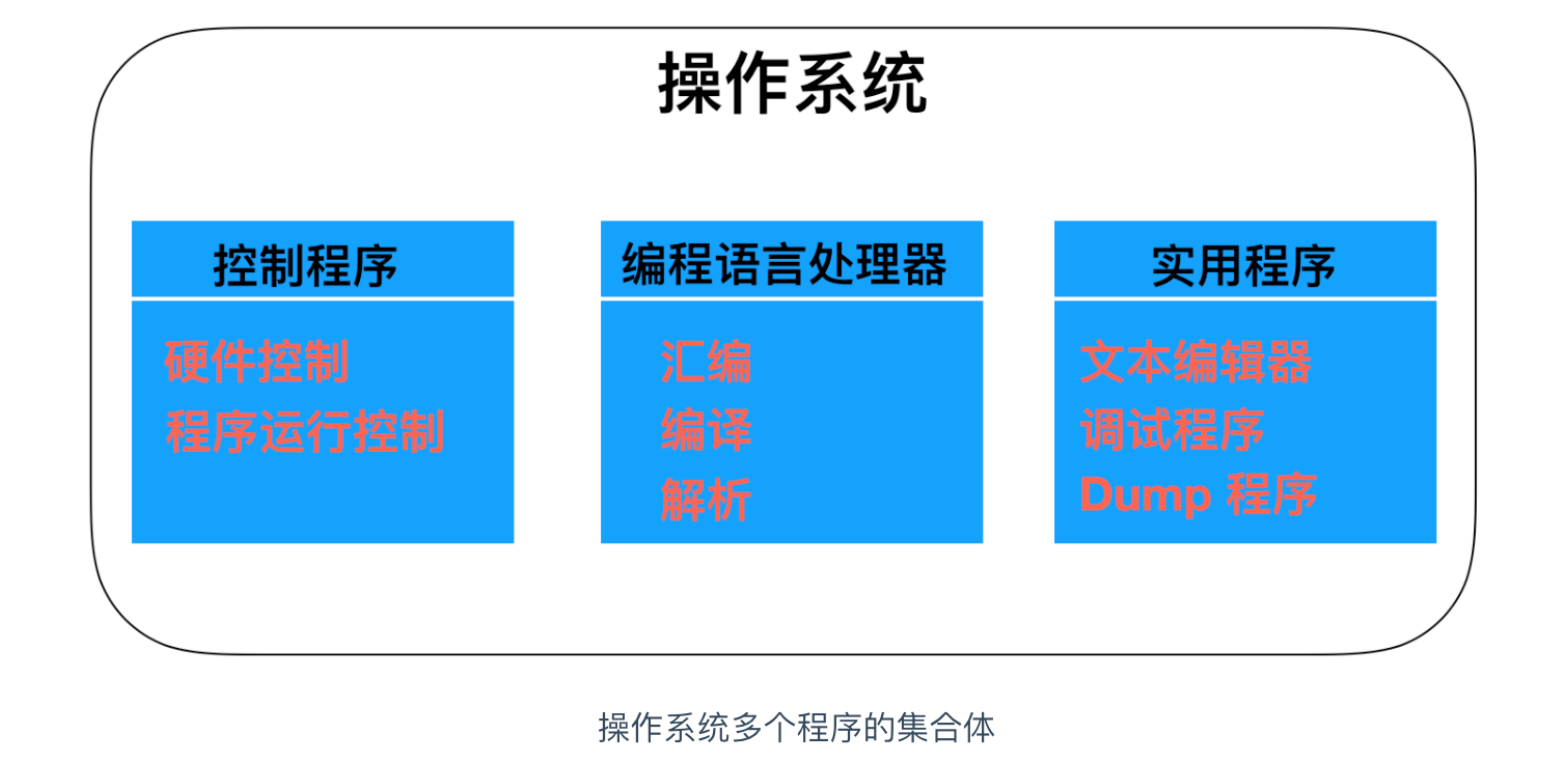 操作系统
控制程序
硬件控制
程序运行控制
编程语言处理器
汇编
编译
解析
实用程序
文本编辑器
调试程序
Dump 程序
操作系统多个程序的集合体